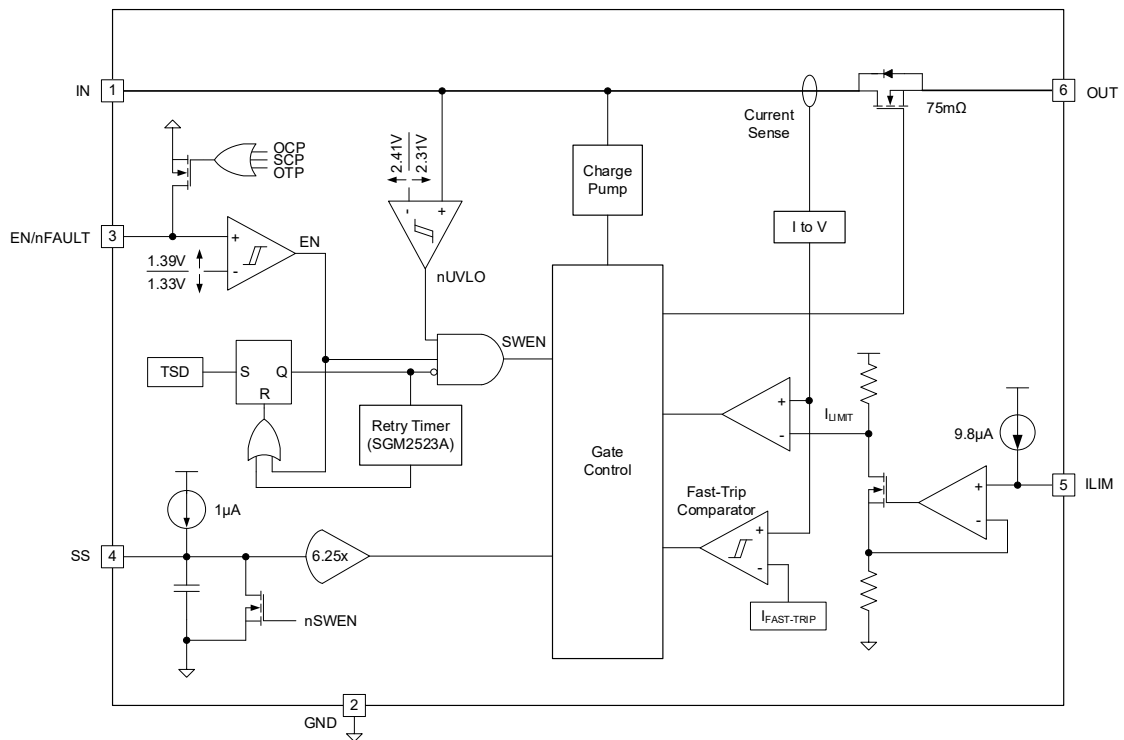 IN
1
6
OUT
Current
Sense
75mΩ
OCP
SCP
OTP
2.41V
2.31V
Charge
Pump
EN/nFAULT
3
+
-
EN
1.39V
1.33V
-
+
nUVLO
I to V
SWEN
TSD
S
Q
R
Retry Timer
(SGM2523A)
Gate
Control
+
-
ILIMIT
9.8μA
+
-
5
ILIM
Fast-Trip
Comparator
+
-
IFAST-TRIP
1μA
SS
4
6.25x
nSWEN
2
GND